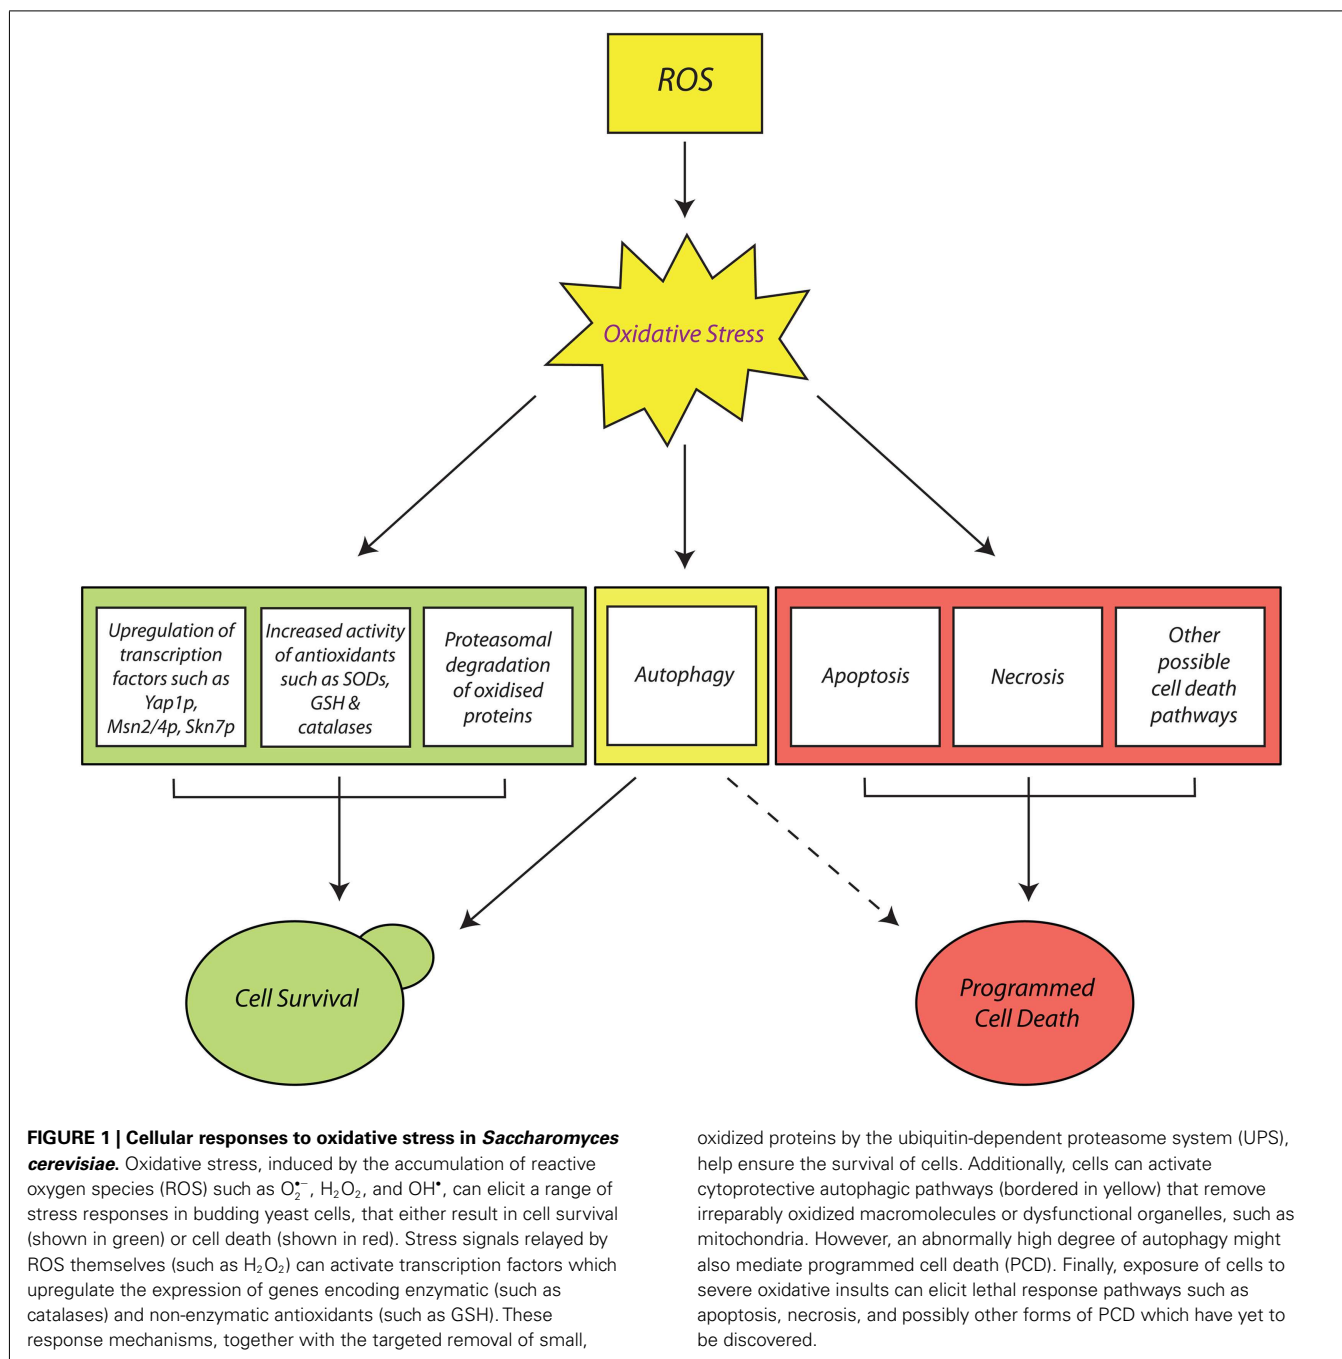 ROS
Oxidative Stress
Upregulation of
transcription
factors such as
Yap1p,
Msn2/4p, Skn7p
Increased activity
of antioxidants
such as SODs,
GSH &
catalases
Proteasomal
degradation
of oxidised
proteins
Autophagy
Apoptosis
Necrosis
Other
possible
cell death
pathways
Cell Survival
Programmed
Cell Death
FIGURE 1 | Cellular responses to oxidative stress in Saccharomyces
cerevisiae. Oxidative stress, induced by the accumulation of reactive
oxygen species (ROS) such as O₂•−, H₂O₂, and OH•, can elicit a range of
stress responses in budding yeast cells, that either result in cell survival
(shown in green) or cell death (shown in red). Stress signals relayed by
ROS themselves (such as H₂O₂) can activate transcription factors which
upregulate the expression of genes encoding enzymatic (such as
catalases) and non-enzymatic antioxidants (such as GSH). These
response mechanisms, together with the targeted removal of small,
oxidized proteins by the ubiquitin-dependent proteasome system (UPS),
help ensure the survival of cells. Additionally, cells can activate
cytoprotective autophagic pathways (bordered in yellow) that remove
irreparably oxidized macromolecules or dysfunctional organelles, such as
mitochondria. However, an abnormally high degree of autophagy might
also mediate programmed cell death (PCD). Finally, exposure of cells to
severe oxidative insults can elicit lethal response pathways such as
apoptosis, necrosis, and possibly other forms of PCD which have yet to
be discovered.